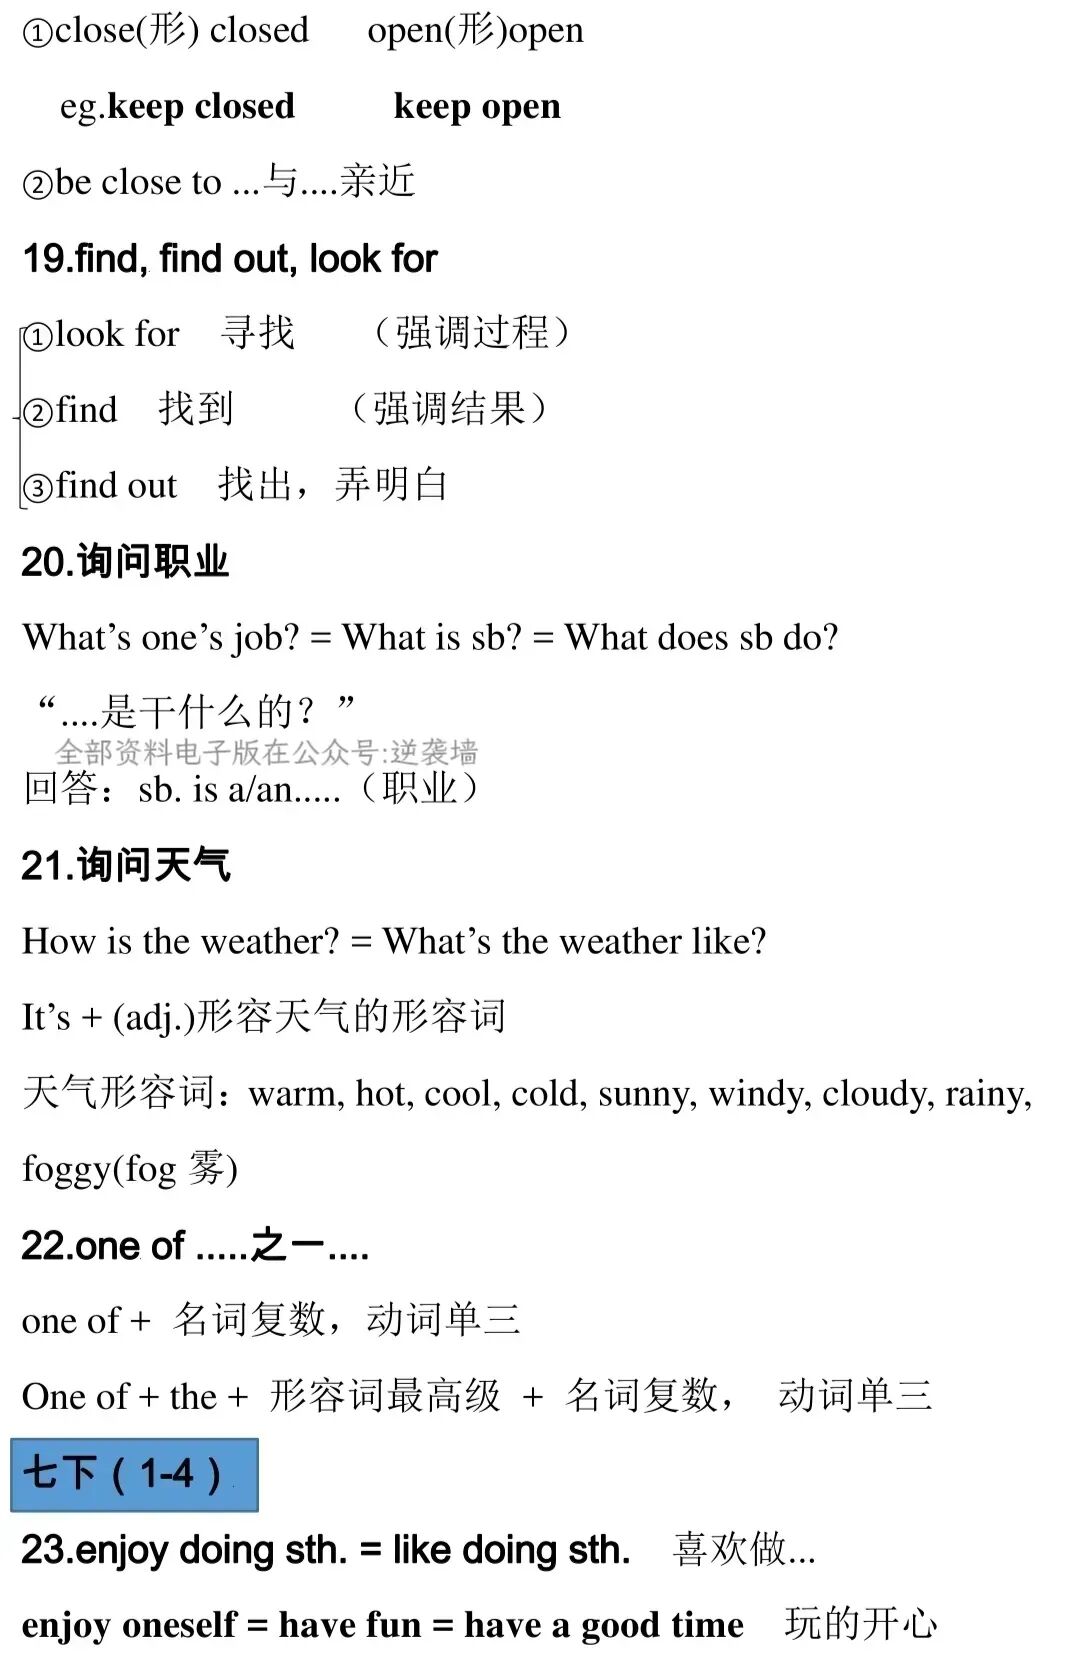 ①close(形) closed open(形)open
eg.keep closed keep open
②be close to ...与....亲近
19.find, find out, look for
①look for 寻找 （强调过程）
②find 找到 （强调结果）
③find out 找出，弄明白
20.询问职业
What’s one’s job? = What is sb? = What does sb do?
“....是干什么的？”
全部资料电子版在公众号:逆袭墙
回答：sb. is a/an.....（职业）
21.询问天气
How is the weather? = What’s the weather like?
It’s + (adj.)形容天气的形容词
天气形容词：warm, hot, cool, cold, sunny, windy, cloudy, rainy,
foggy(fog 雾)
22.one of .....之一....
one of + 名词复数，动词单三
One of + the + 形容词最高级 + 名词复数， 动词单三
七下（1-4）
23.enjoy doing sth. = like doing sth. 喜欢做...
enjoy oneself = have fun = have a good time 玩的开心